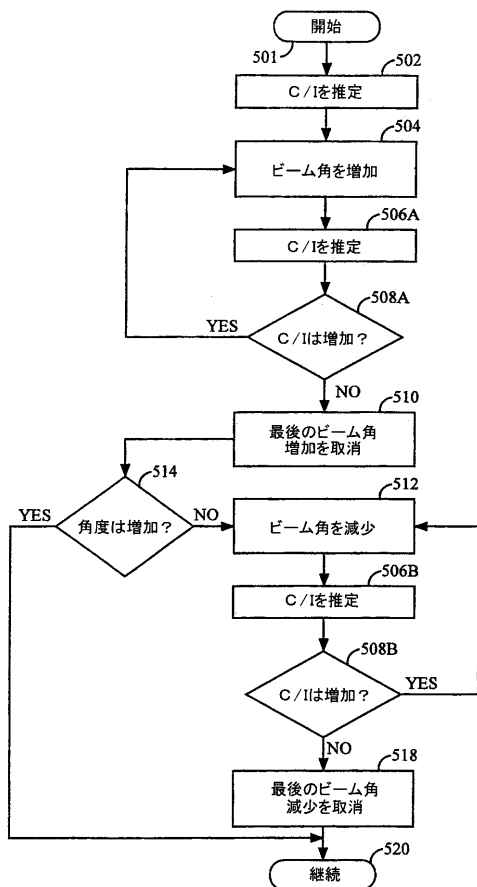 開始
501
502
C/Iを推定
504
ビーム角を増加
506A
C/Iを推定
508A
YES
C/Iは増加?
NO
510
最後のビーム角
増加を取消
514
512
YES
角度は増加?
NO
ビーム角を減少
506B
C/Iを推定
508B
C/Iは増加?
YES
NO
518
最後のビーム角
減少を取消
520
継続